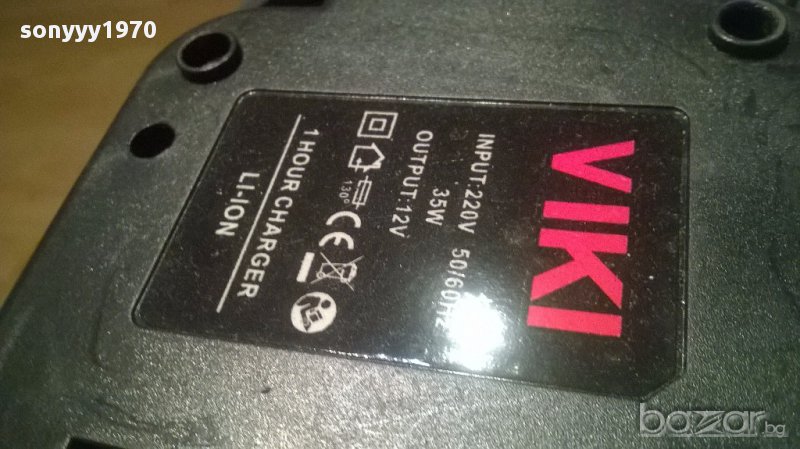 sonyyy1970
VIKI
INPUT:220V 50/60HZ
35W
OUTPUT:12V
130°
CE
1 HOUR CHARGER
LI-ION
bazar.bg